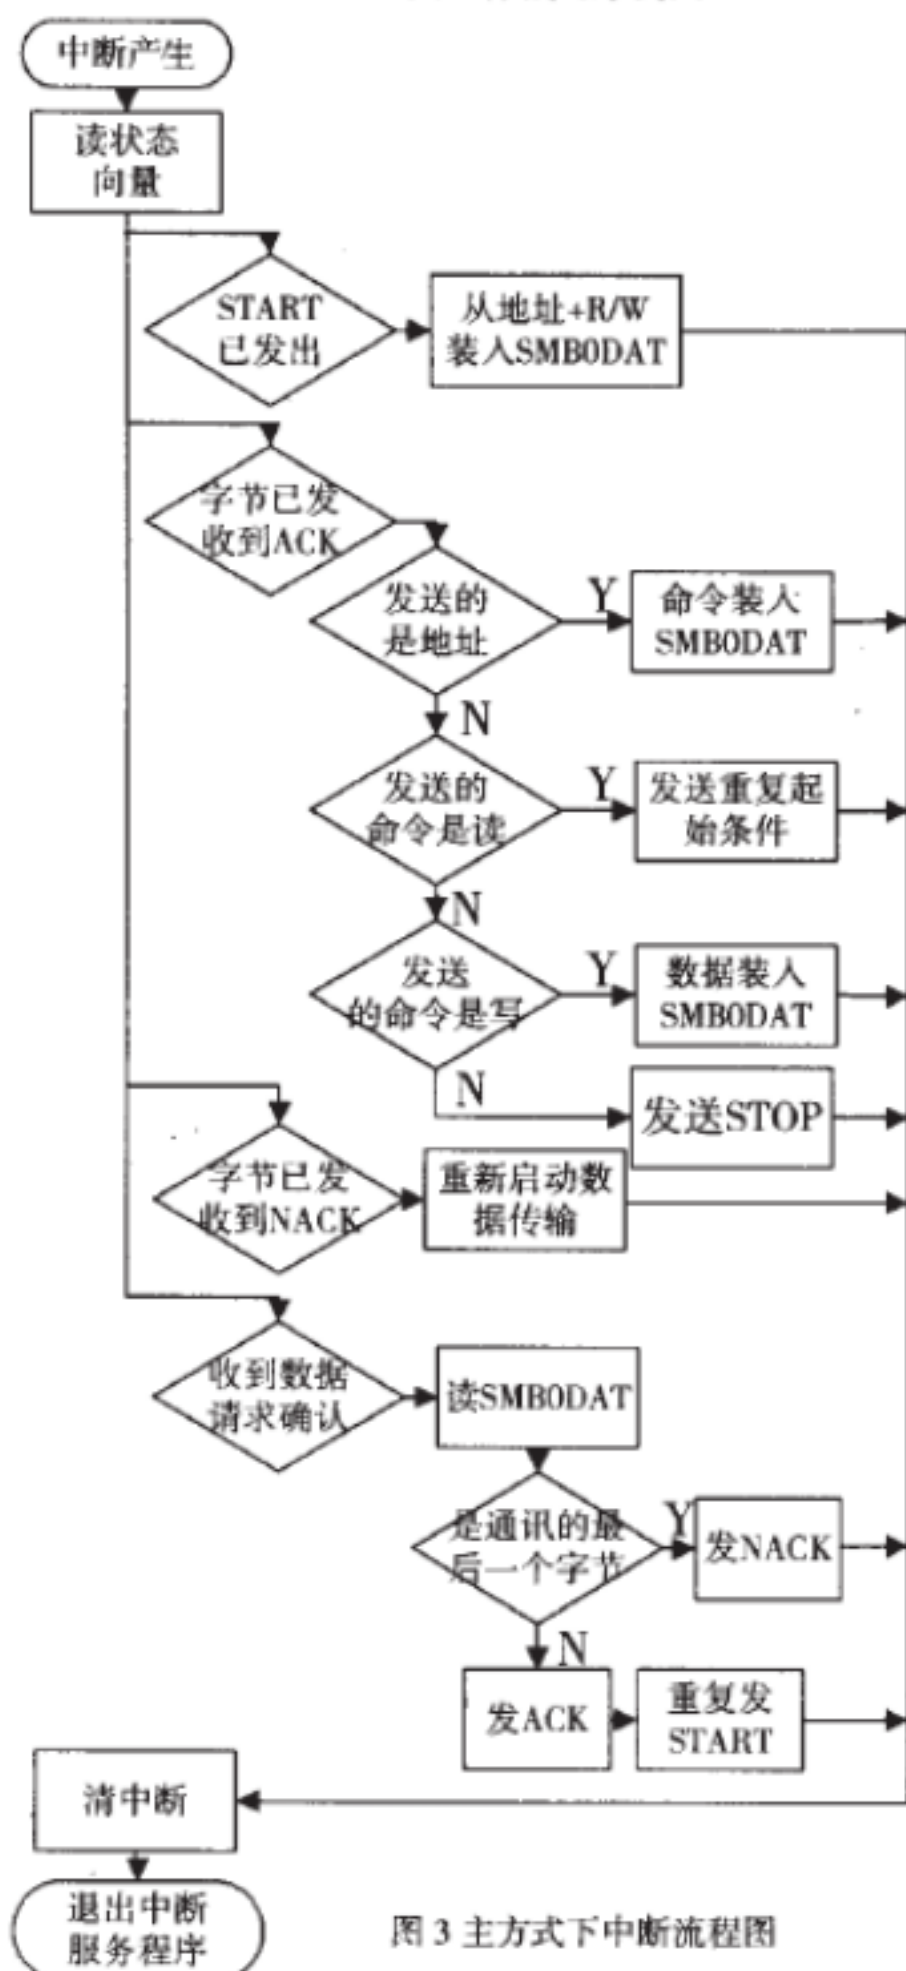 中断产生
读状态
向量
START
已发出
从地址+R/W
装入SMB0DAT
字节已发
收到ACK
发送的
是地址
Y
命令装入
SMB0DAT
N
发送的
命令是读
Y
发送重复起
始条件
N
发送
的命令是写
Y
数据装入
SMB0DAT
N
发送STOP
字节已发
收到NACK
重新启动数
据传输
收到数据
请求确认
读SMB0DAT
是通讯的最
后一个字节
Y
发NACK
N
发ACK
重复发
START
清中断
退出中断
服务程序
图 3 主方式下中断流程图